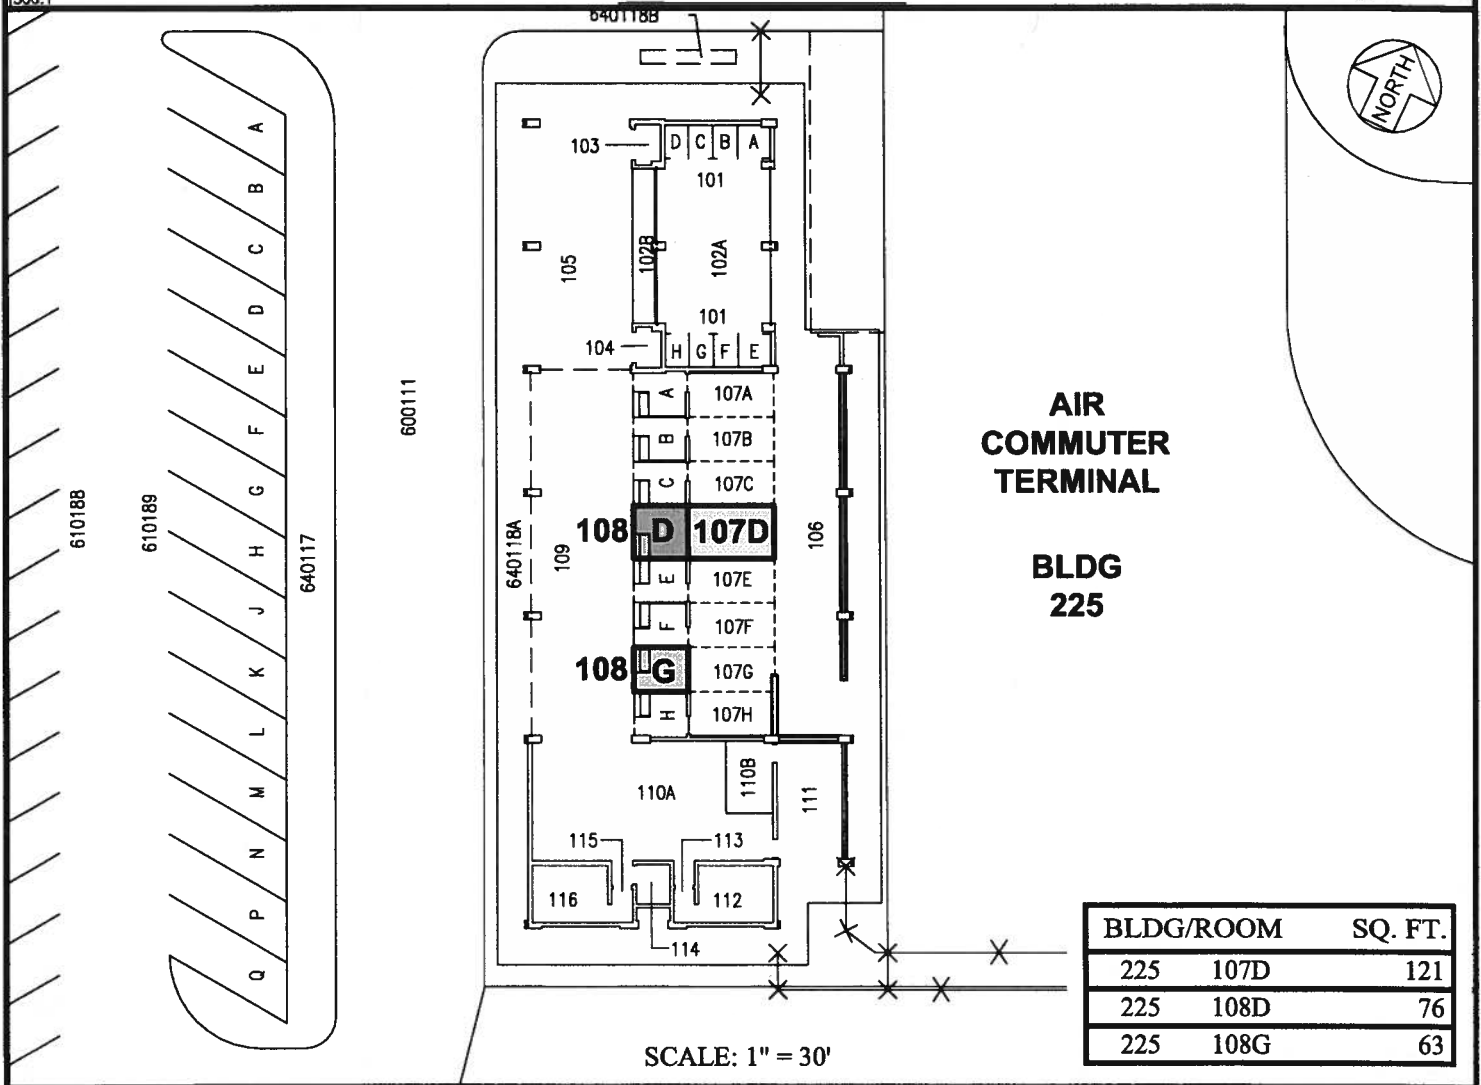 640118B
NORTH
A
B
C
D
E
F
G
H
J
K
L
M
N
P
Q
610188
610189
640117
600111
103
D C B A
101
105
102B
102A
101
104
H G F E
A 107A
B 107B
C 107C
108 D 107D
E 107E
F 107F
108 G 107G
H 107H
640118A
109
106
110A
110B
111
115
113
116
112
114
AIR
COMMUTER
TERMINAL
BLDG
225
BLDG/ROOM SQ. FT.
225 107D 121
225 108D 76
225 108G 63
SCALE: 1" = 30'